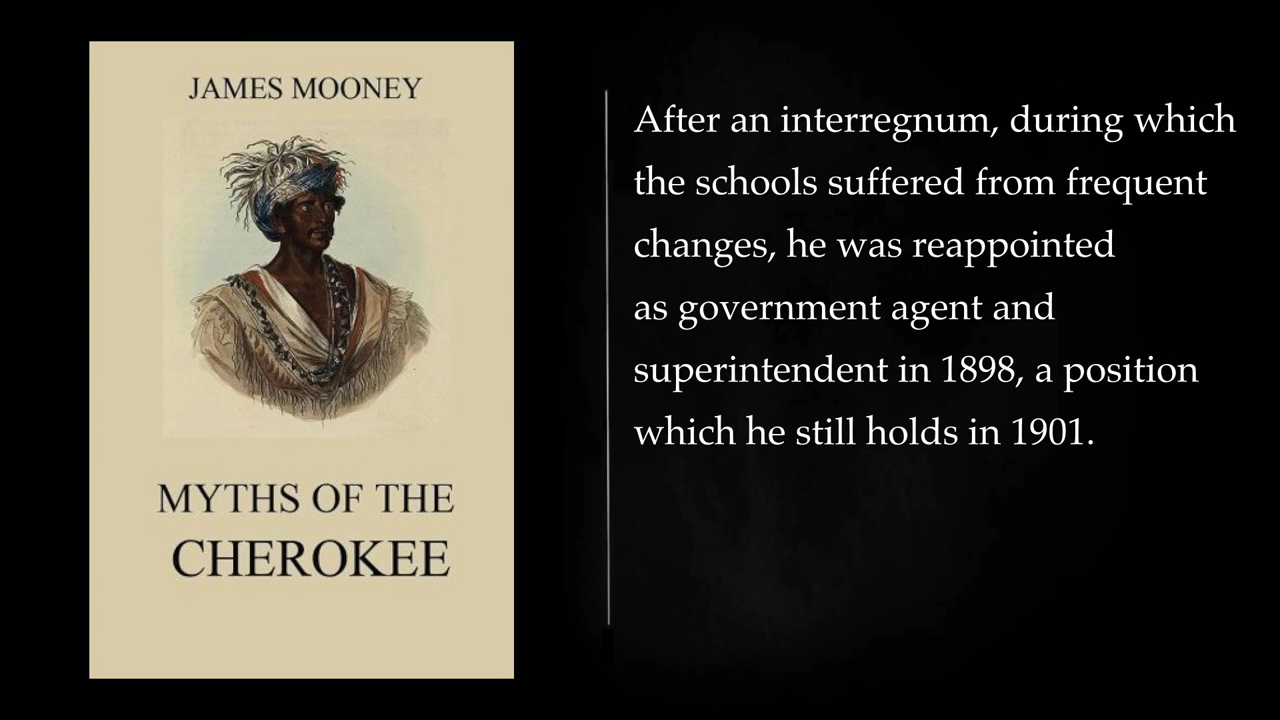 JAMES MOONEY
MYTHS OF THE
CHEROKEE
After an interregnum, during which
the schools suffered from frequent
changes, he was reappointed
as government agent and
superintendent in 1898, a position
which he still holds in 1901.